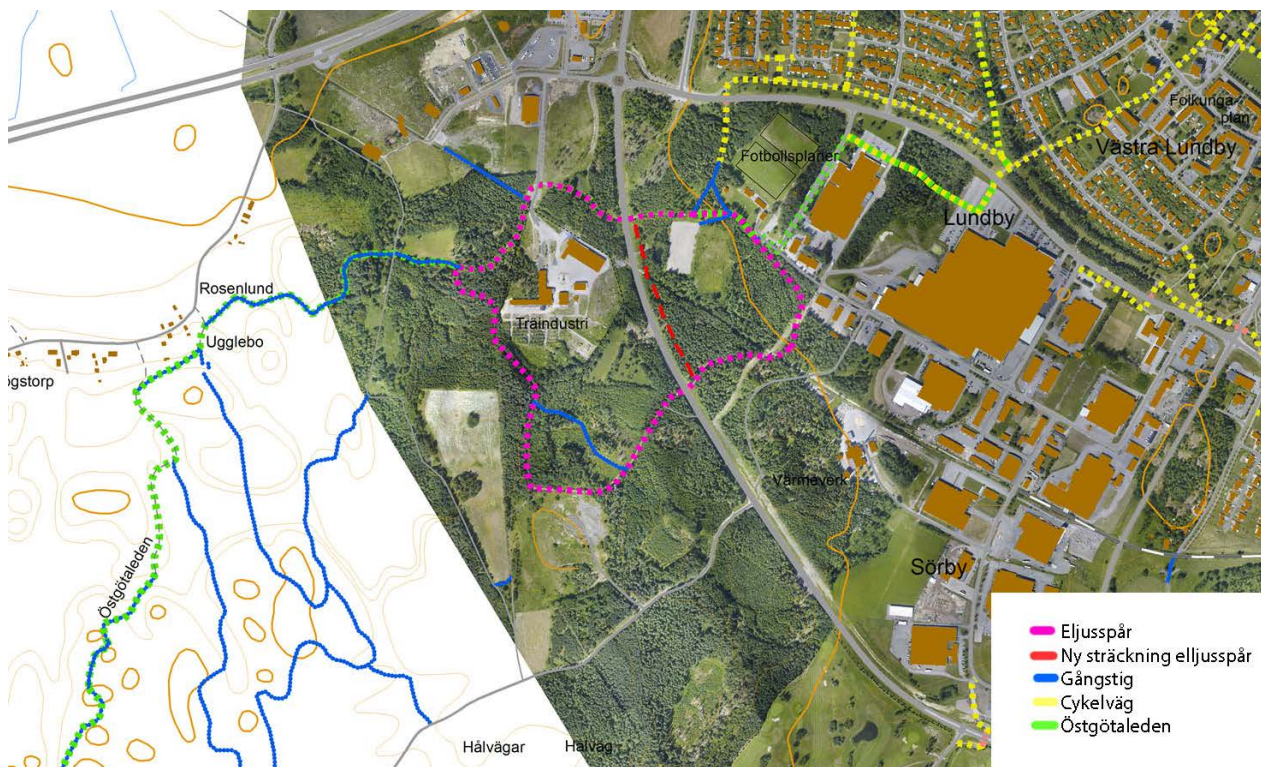 Folkunga-
plan
Västra Lundby
Fotbollsplaner
Lundby
Rosenlund
Träindustri
Ugglebo
ogstorp
Värmeverk
Östgötaleden
Sörby
Hålvägar
Hålväg
Eljusspår
Ny sträckning elljusspår
Gångstig
Cykelväg
Östgötaleden